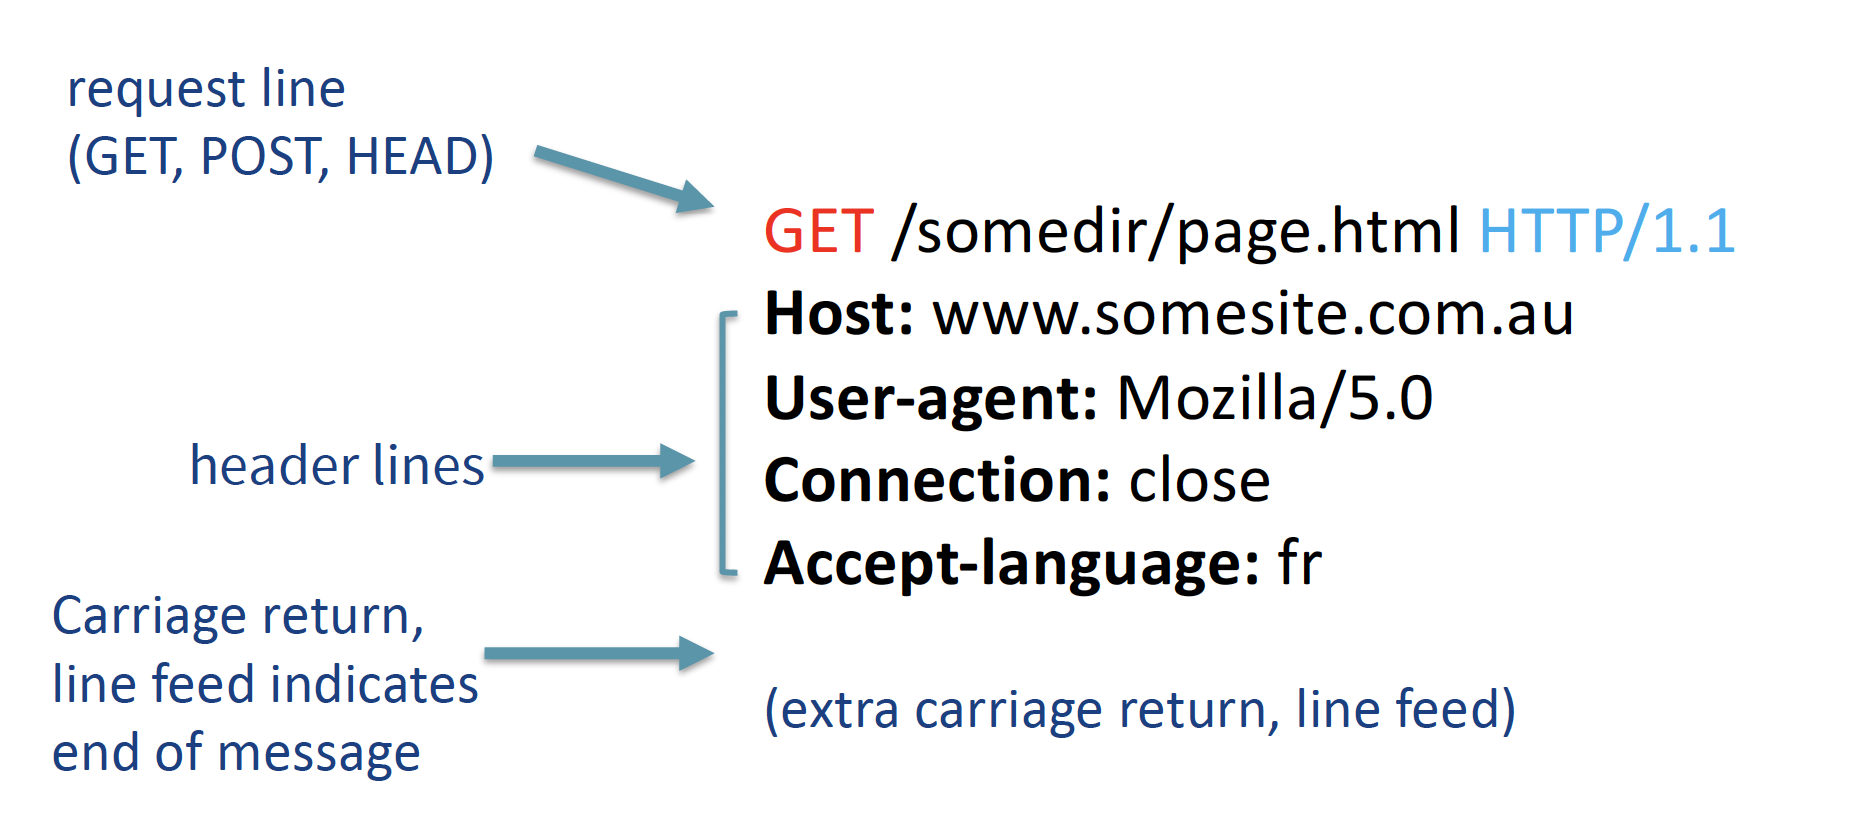 request line
(GET, POST, HEAD)
GET /somedir/page.html HTTP/1.1
Host: www.somesite.com.au
User-agent: Mozilla/5.0
header lines
Connection: close
Accept-language: fr
Carriage return,
line feed indicates
end of message
(extra carriage return, line feed)